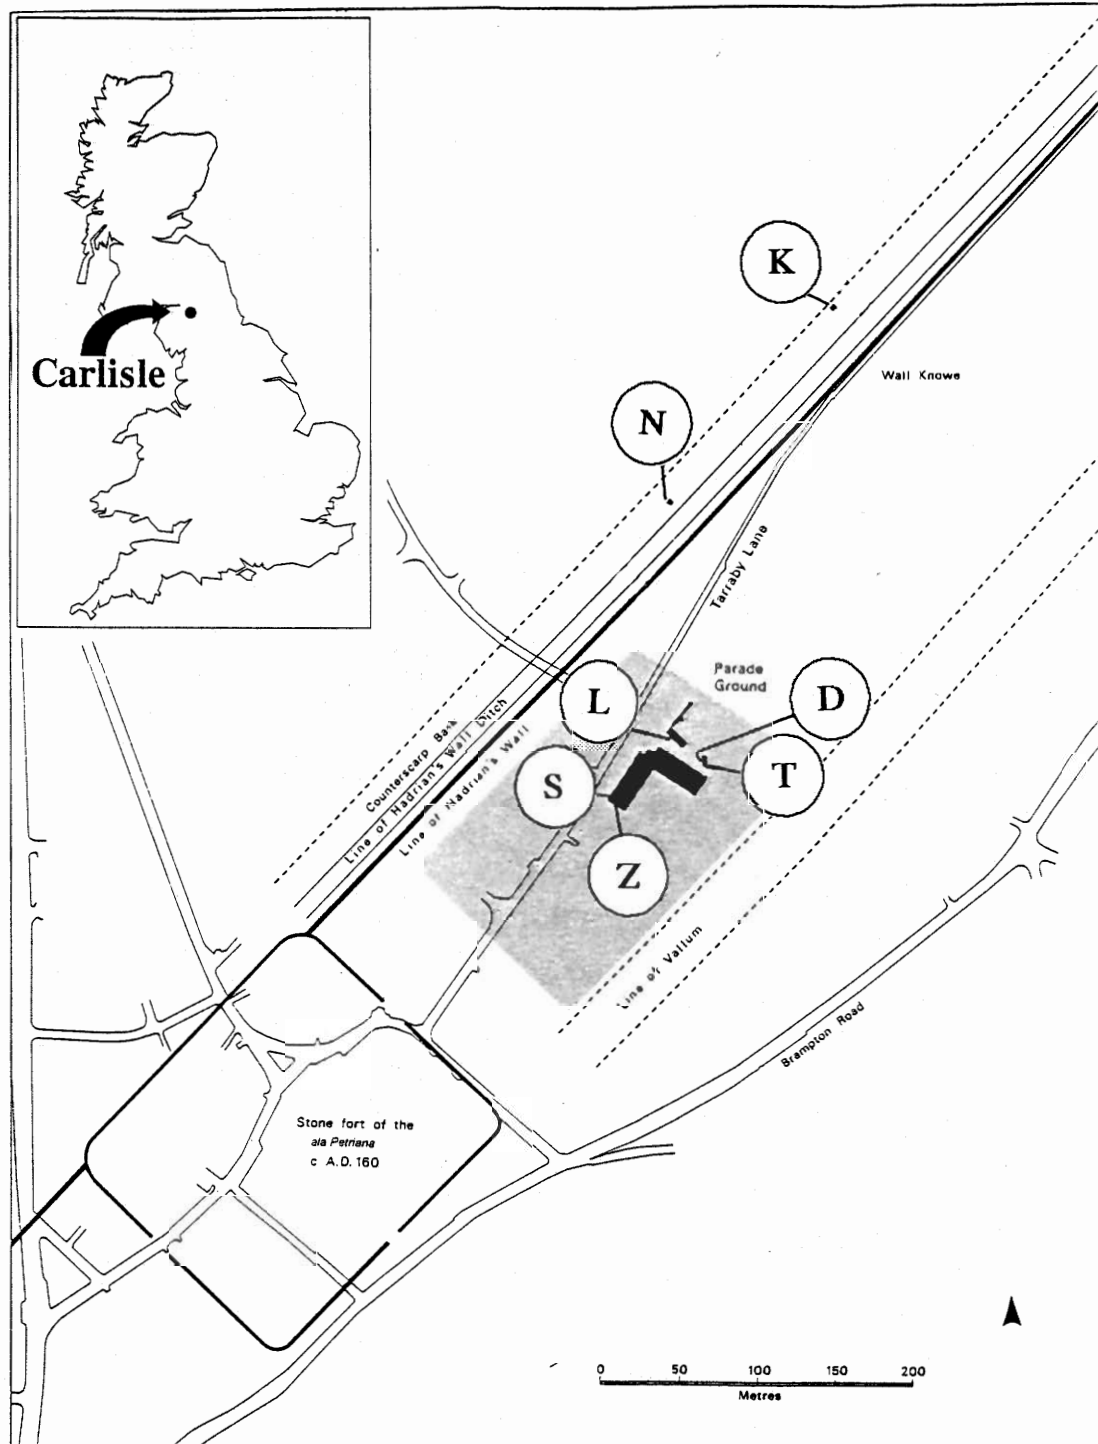 Carlisle
K
Wall Knowe
N
Tarraby Lane
Parade
Ground
L
D
S
T
Z
Counterscarp Bank
Line of Hadrian's Wall Ditch
Line of Hadrian's Wall
Line of Vallum
Brampton Road
Stone fort of the
ala Petriana
c A.D. 160
0 50 100 150 200
Metres